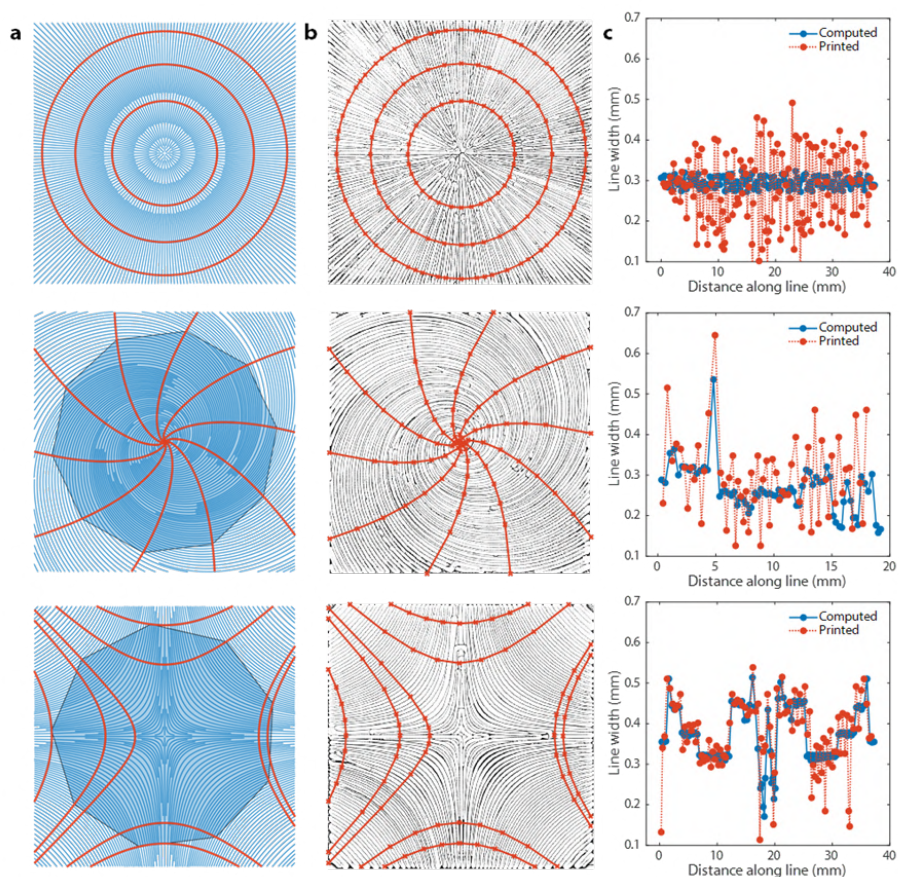 a
b
c
0.7
0.6
0.5
0.4
0.3
0.2
0.1
Line width (mm)
Computed
Printed
0 10 20 30 40
Distance along line (mm)
0.7
0.6
0.5
0.4
0.3
0.2
0.1
Line width (mm)
Computed
Printed
0 5 10 15 20
Distance along line (mm)
0.7
0.6
0.5
0.4
0.3
0.2
0.1
Line width (mm)
Computed
Printed
0 10 20 30 40
Distance along line (mm)